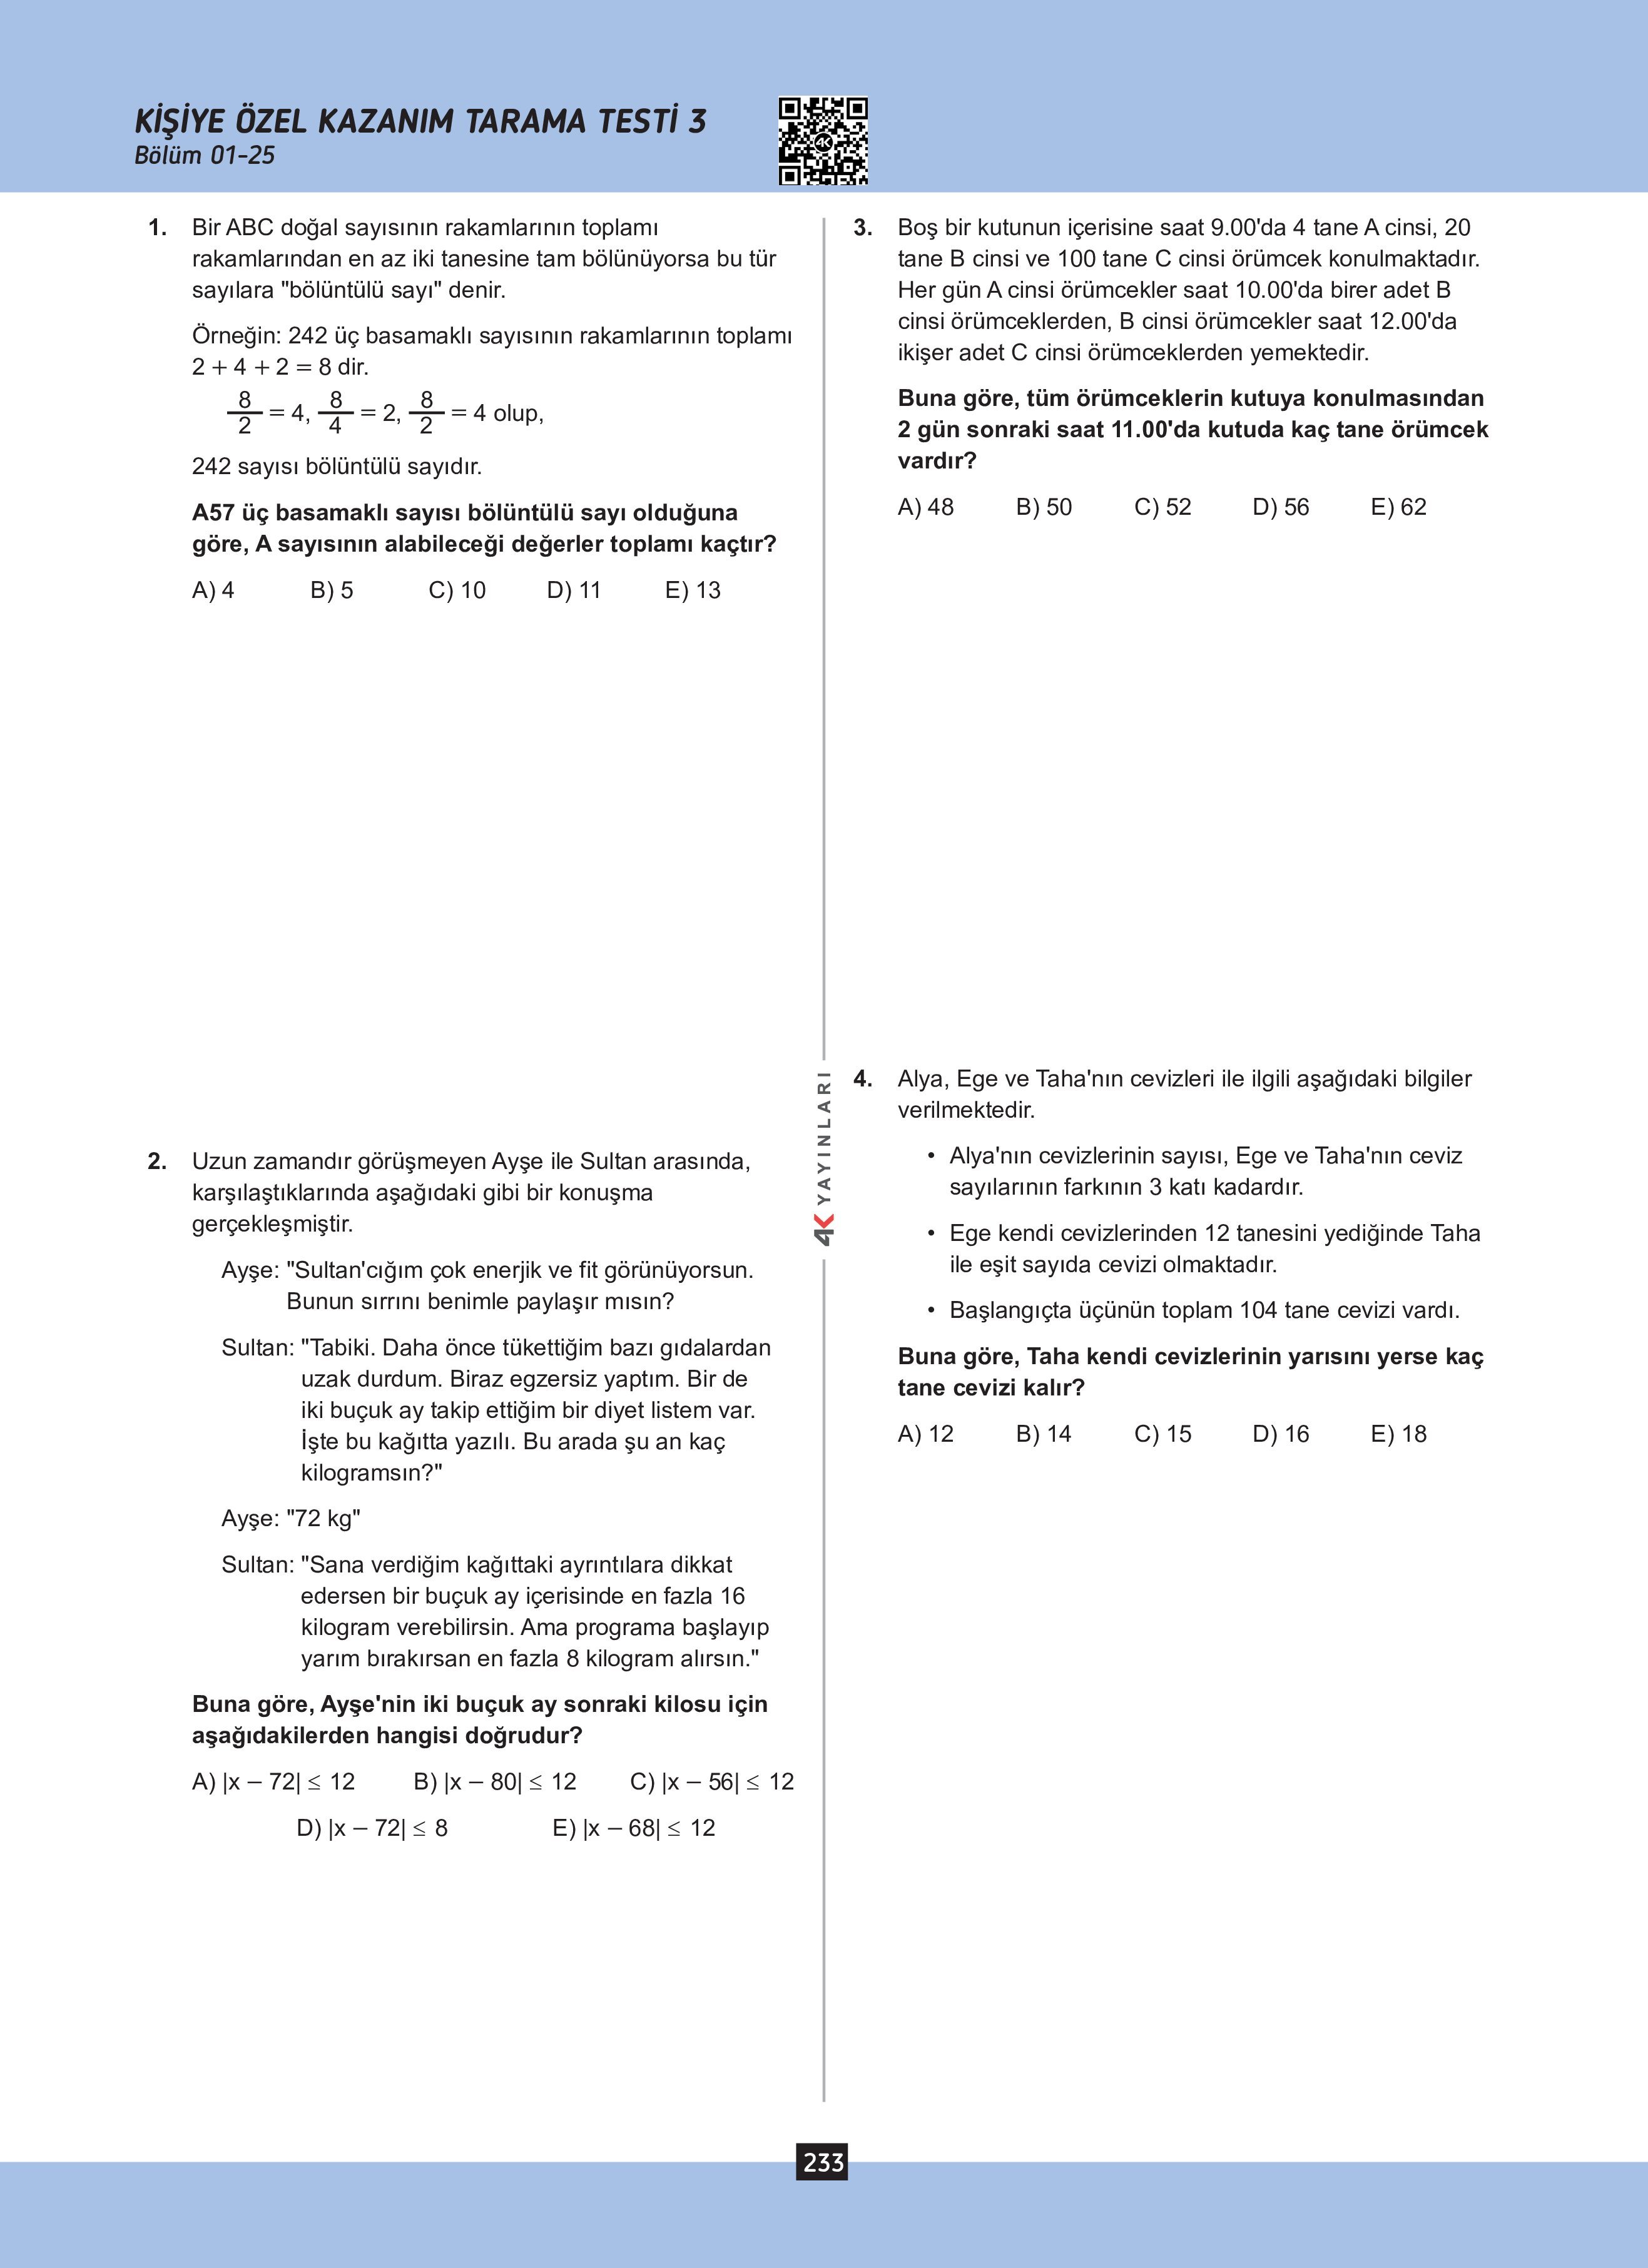 KİŞİYE ÖZEL KAZANIM TARAMA TESTİ 3
Bölüm 01-25
4K
1. Bir ABC doğal sayısının rakamlarının toplamı
rakamlarından en az iki tanesine tam bölünüyorsa bu tür
sayılara "bölüntülü sayı" denir.
Örneğin: 242 üç basamaklı sayısının rakamlarının toplamı
2 + 4 + 2 = 8 dir.
8/2 = 4, 8/4 = 2, 8/2 = 4 olup,
242 sayısı bölüntülü sayıdır.
A57 üç basamaklı sayısı bölüntülü sayı olduğuna
göre, A sayısının alabileceği değerler toplamı kaçtır?
A) 4 B) 5 C) 10 D) 11 E) 13
2. Uzun zamandır görüşmeyen Ayşe ile Sultan arasında,
karşılaştıklarında aşağıdaki gibi bir konuşma
gerçekleşmiştir.
Ayşe: "Sultan'cığım çok enerjik ve fit görünüyorsun.
Bunun sırrını benimle paylaşır mısın?
Sultan: "Tabiki. Daha önce tükettiğim bazı gıdalardan
uzak durdum. Biraz egzersiz yaptım. Bir de
iki buçuk ay takip ettiğim bir diyet listem var.
İşte bu kağıtta yazılı. Bu arada şu an kaç
kilogramsın?"
Ayşe: "72 kg"
Sultan: "Sana verdiğim kağıttaki ayrıntılara dikkat
edersen bir buçuk ay içerisinde en fazla 16
kilogram verebilirsin. Ama programa başlayıp
yarım bırakırsan en fazla 8 kilogram alırsın."
Buna göre, Ayşe'nin iki buçuk ay sonraki kilosu için
aşağıdakilerden hangisi doğrudur?
A) |x − 72| ≤ 12 B) |x − 80| ≤ 12 C) |x − 56| ≤ 12
D) |x − 72| ≤ 8 E) |x − 68| ≤ 12
4K YAYINLARI
3. Boş bir kutunun içerisine saat 9.00'da 4 tane A cinsi, 20
tane B cinsi ve 100 tane C cinsi örümcek konulmaktadır.
Her gün A cinsi örümcekler saat 10.00'da birer adet B
cinsi örümceklerden, B cinsi örümcekler saat 12.00'da
ikişer adet C cinsi örümceklerden yemektedir.
Buna göre, tüm örümceklerin kutuya konulmasından
2 gün sonraki saat 11.00'da kutuda kaç tane örümcek
vardır?
A) 48 B) 50 C) 52 D) 56 E) 62
4. Alya, Ege ve Taha'nın cevizleri ile ilgili aşağıdaki bilgiler
verilmektedir.
• Alya'nın cevizlerinin sayısı, Ege ve Taha'nın ceviz
sayılarının farkının 3 katı kadardır.
• Ege kendi cevizlerinden 12 tanesini yediğinde Taha
ile eşit sayıda cevizi olmaktadır.
• Başlangıçta üçünün toplam 104 tane cevizi vardı.
Buna göre, Taha kendi cevizlerinin yarısını yerse kaç
tane cevizi kalır?
A) 12 B) 14 C) 15 D) 16 E) 18
233